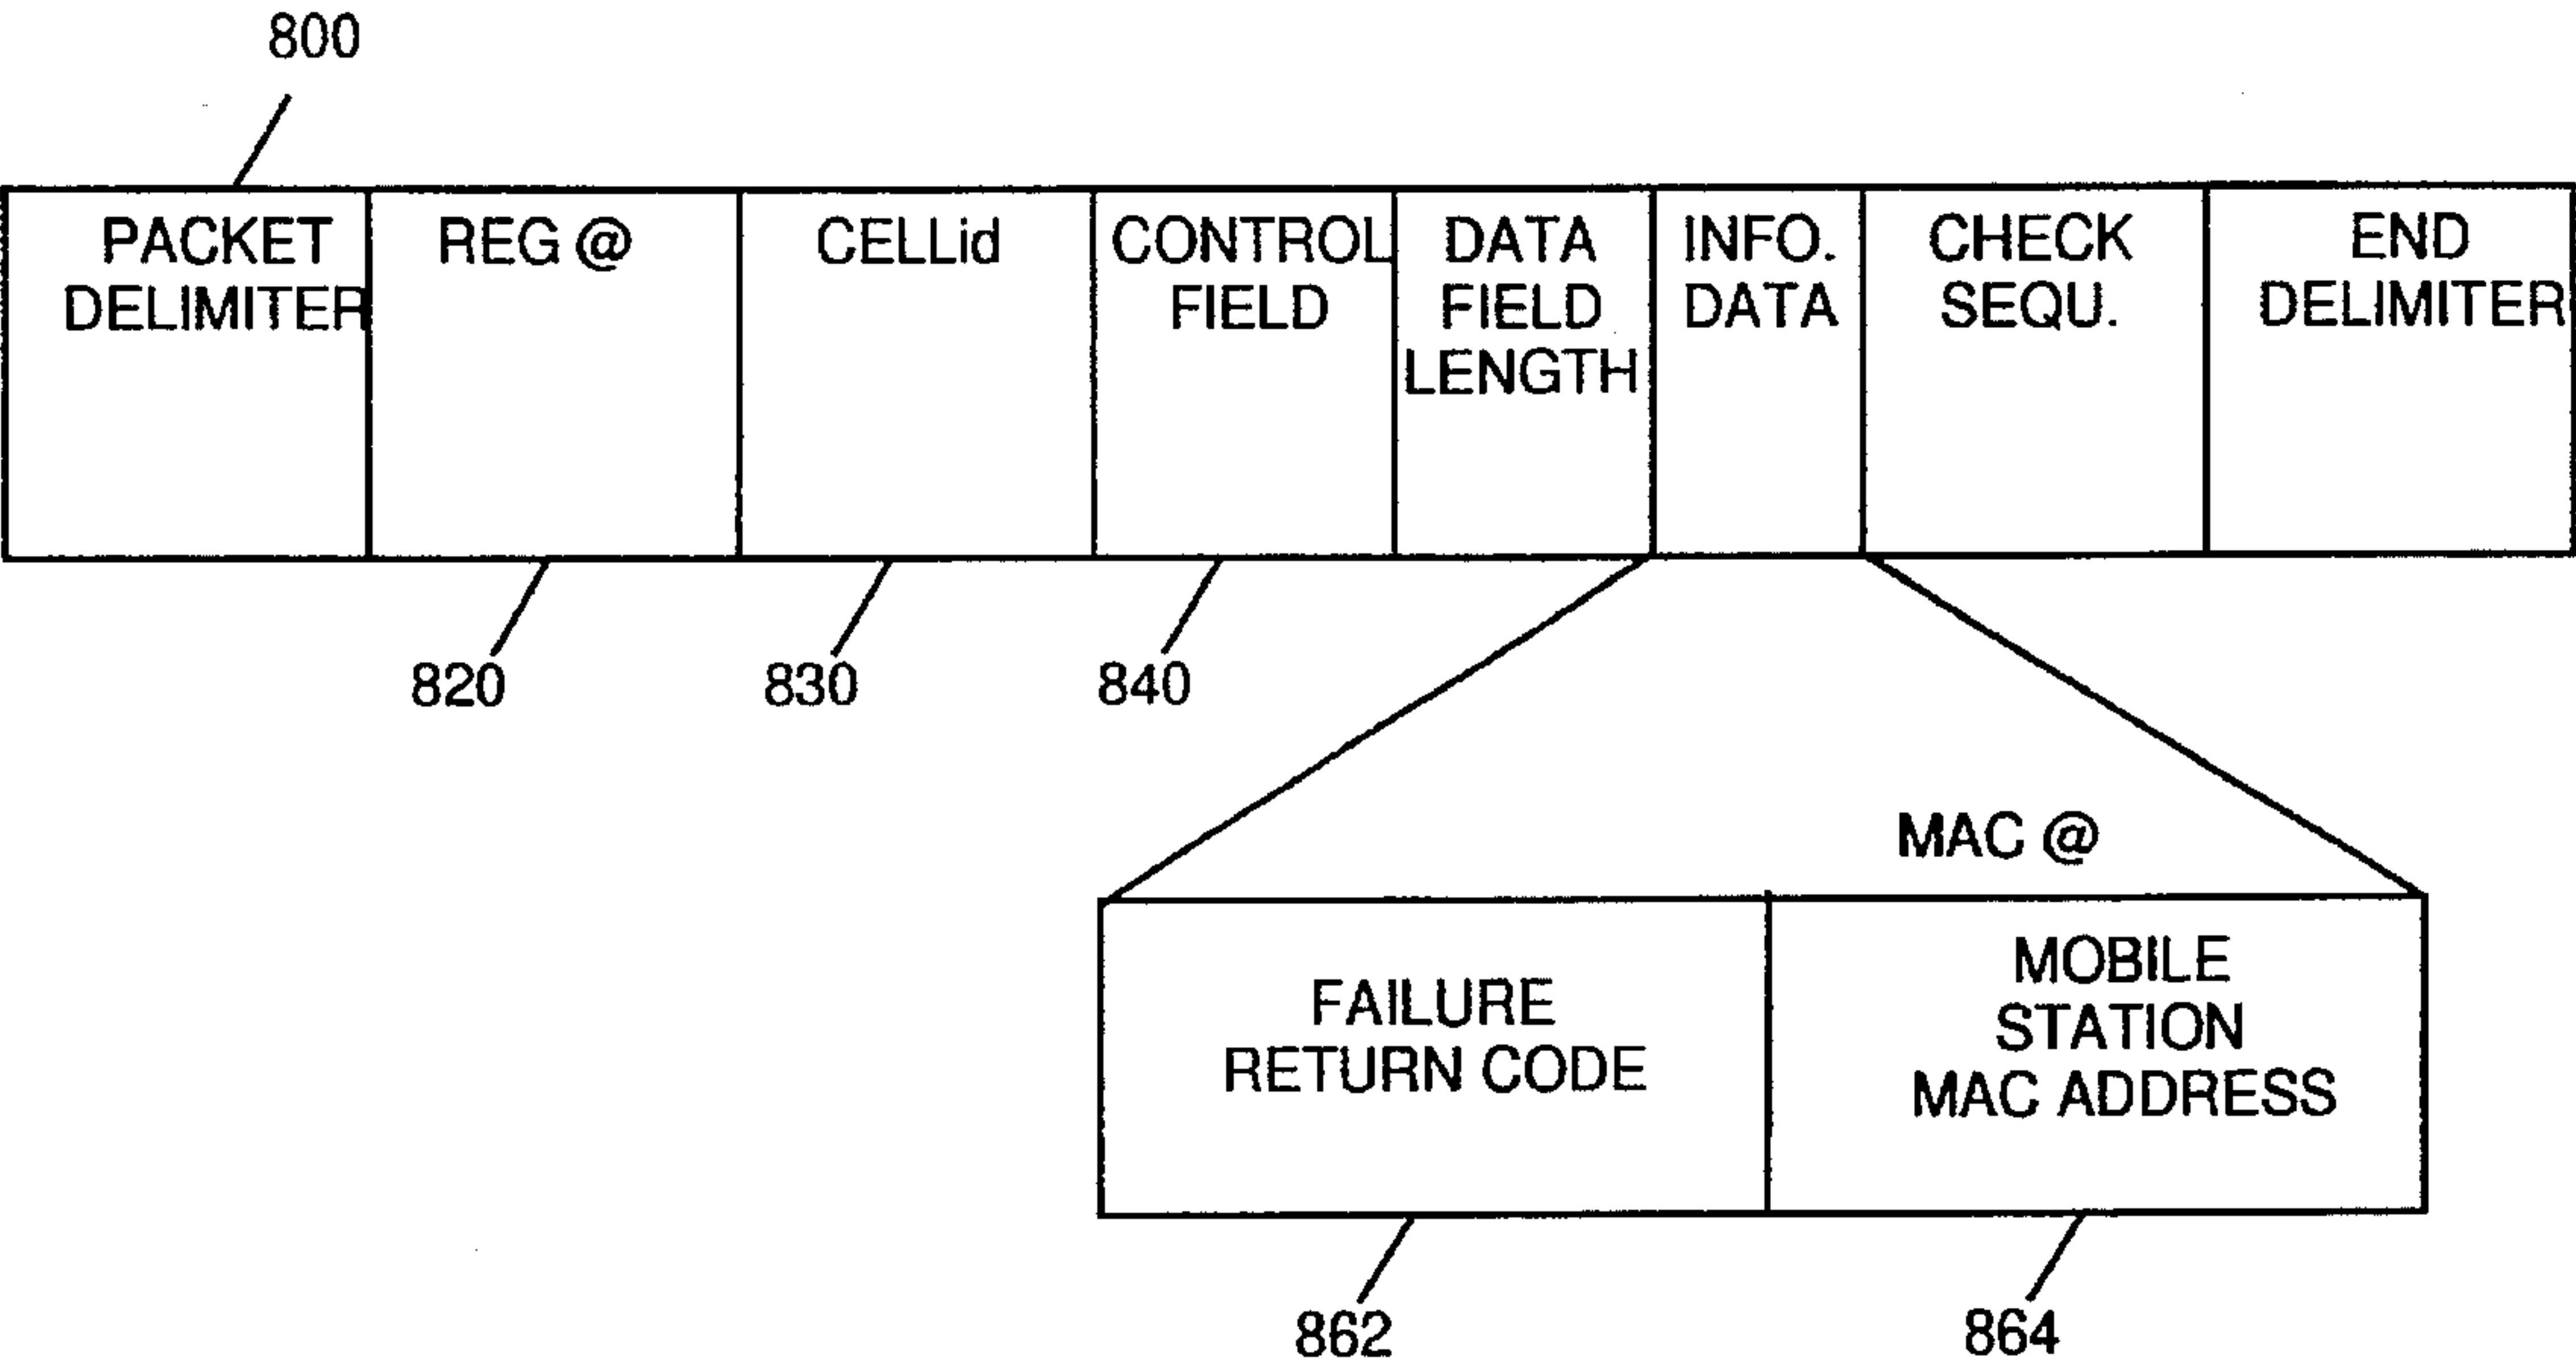 800
PACKET
DELIMITER
REG @
CELLid
CONTROL
FIELD
DATA
FIELD
LENGTH
INFO.
DATA
CHECK
SEQU.
END
DELIMITER
820
830
840
MAC @
FAILURE
RETURN CODE
MOBILE
STATION
MAC ADDRESS
862
864